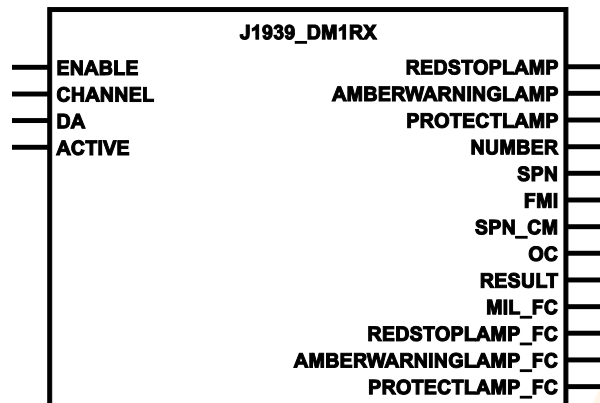 J1939_DM1RX
ENABLE REDSTOPLAMP
CHANNEL AMBERWARNINGLAMP
DA PROTECTLAMP
ACTIVE NUMBER
SPN
FMI
SPN_CM
OC
RESULT
MIL_FC
REDSTOPLAMP_FC
AMBERWARNINGLAMP_FC
PROTECTLAMP_FC